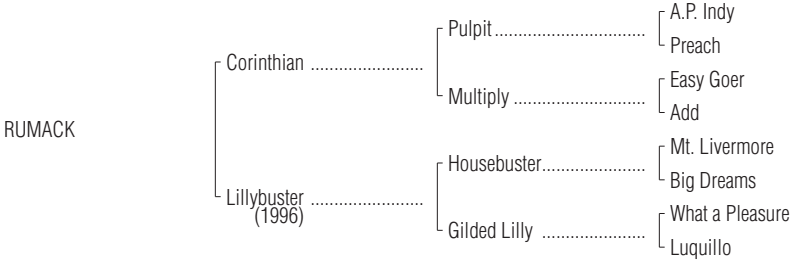 A.P. Indy
Pulpit..............................
Preach
Corinthian .......................
Easy Goer
Multiply ..........................
Add
RUMACK
Mt. Livermore
Housebuster.....................
Big Dreams
Lillybuster .......................
(1996)
What a Pleasure
Gilded Lilly .....................
Luquillo